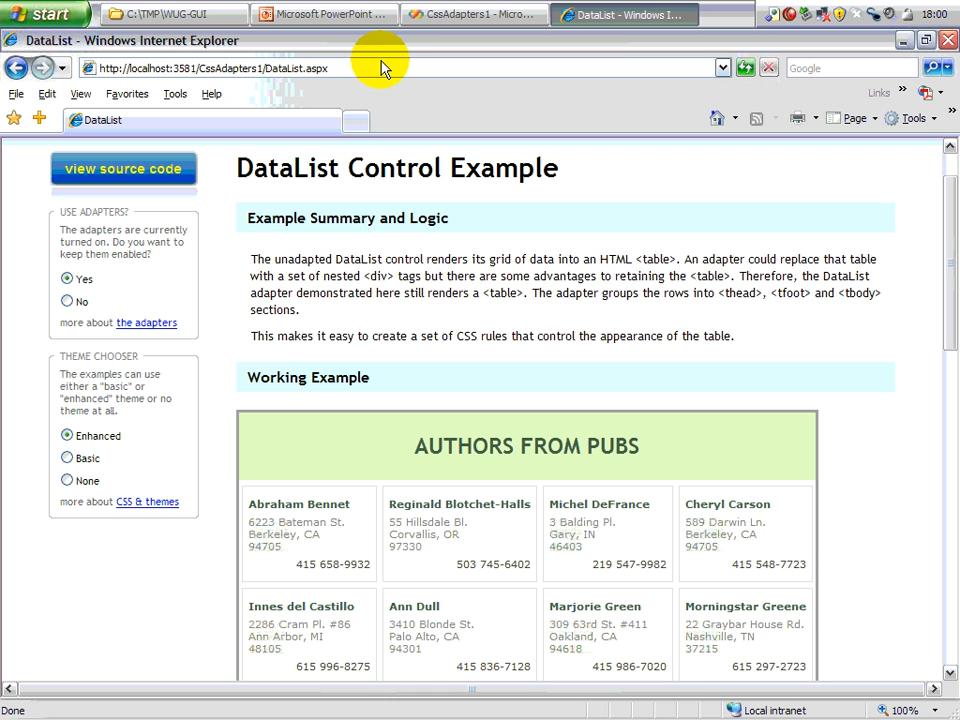 start
C:\TMP\WUG-GUI
Microsoft PowerPoint ...
CssAdapters1 - Micro...
DataList - Windows I...
18:00
DataList - Windows Internet Explorer
http://localhost:3581/CssAdapters1/DataList.aspx
Google
File Edit View Favorites Tools Help
Links »
DataList
Page
Tools
»
view source code
USE ADAPTERS?
The adapters are currently
turned on. Do you want to
keep them enabled?
Yes
No
more about the adapters
THEME CHOOSER
The examples can use
either a "basic" or
"enhanced" theme or no
theme at all.
Enhanced
Basic
None
more about CSS & themes
DataList Control Example
Example Summary and Logic
The unadapted DataList control renders its grid of data into an HTML <table>. An adapter could replace that table
with a set of nested <div> tags but there are some advantages to retaining the <table>. Therefore, the DataList
adapter demonstrated here still renders a <table>. The adapter groups the rows into <thead>, <tfoot> and <tbody>
sections.
This makes it easy to create a set of CSS rules that control the appearance of the table.
Working Example
AUTHORS FROM PUBS
Abraham Bennet
6223 Bateman St.
Berkeley, CA
94705
415 658-9932
Reginald Blotchet-Halls
55 Hillsdale Bl.
Corvallis, OR
97330
503 745-6402
Michel DeFrance
3 Balding Pl.
Gary, IN
46403
219 547-9982
Cheryl Carson
589 Darwin Ln.
Berkeley, CA
94705
415 548-7723
Innes del Castillo
2286 Cram Pl. #86
Ann Arbor, MI
48105
615 996-8275
Ann Dull
3410 Blonde St.
Palo Alto, CA
94301
415 836-7128
Marjorie Green
309 63rd St. #411
Oakland, CA
94618
415 986-7020
Morningstar Greene
22 Graybar House Rd.
Nashville, TN
37215
615 297-2723
Done
Local intranet
100%